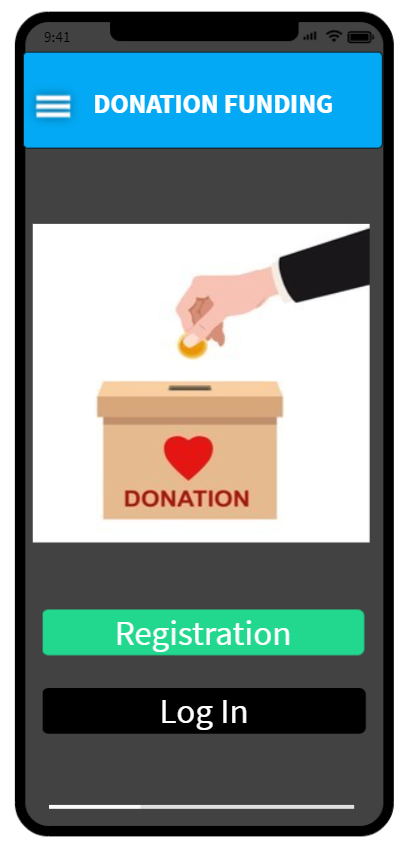 9:41
DONATION FUNDING
DONATION
Registration
Log In